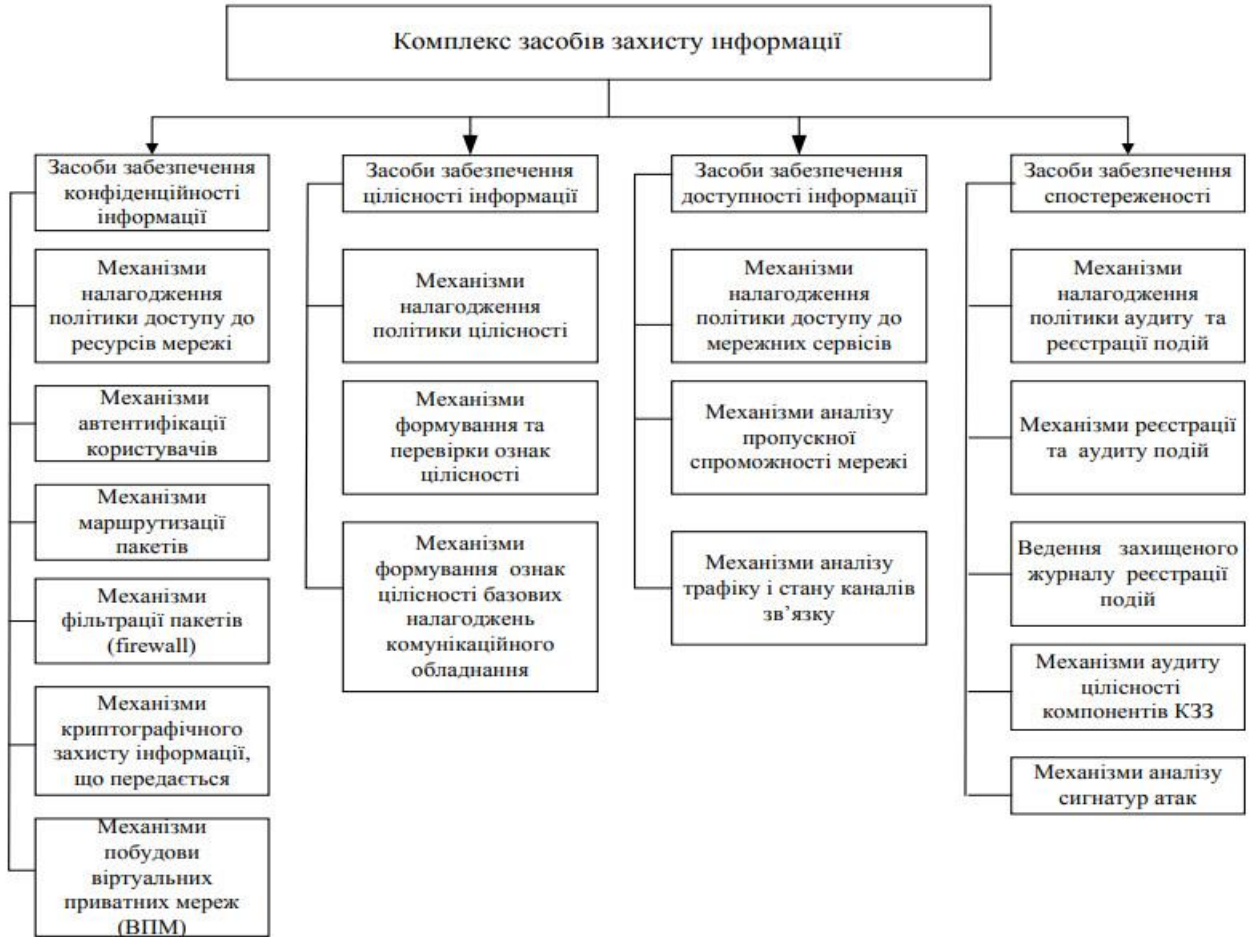 Комплекс засобів захисту інформації
Засоби забезпечення
конфіденційності
інформації
Механізми
налагодження
політики доступу до
ресурсів мережі
Механізми
автентифікації
користувачів
Механізми
маршрутизації
пакетів
Механізми
фільтрації пакетів
(firewall)
Механізми
криптографічного
захисту інформації,
що передається
Механізми
побудови
віртуальних
приватних мереж
(ВПМ)
Засоби забезпечення
цілісності інформації
Механізми
налагодження
політики цілісності
Механізми
формування та
перевірки ознак
цілісності
Механізми
формування ознак
цілісності базових
налагоджень
комунікаційного
обладнання
Засоби забезпечення
доступності інформації
Механізми
налагодження
політики доступу до
мережних сервісів
Механізми аналізу
пропускної
спроможності мережі
Механізми аналізу
трафіку і стану каналів
зв’язку
Засоби забезпечення
спостереженості
Механізми
налагодження
політики аудиту та
реєстрації подій
Механізми реєстрації
та аудиту подій
Ведення захищеного
журналу реєстрації
подій
Механізми аудиту
цілісності
компонентів КЗЗ
Механізми аналізу
сигнатур атак